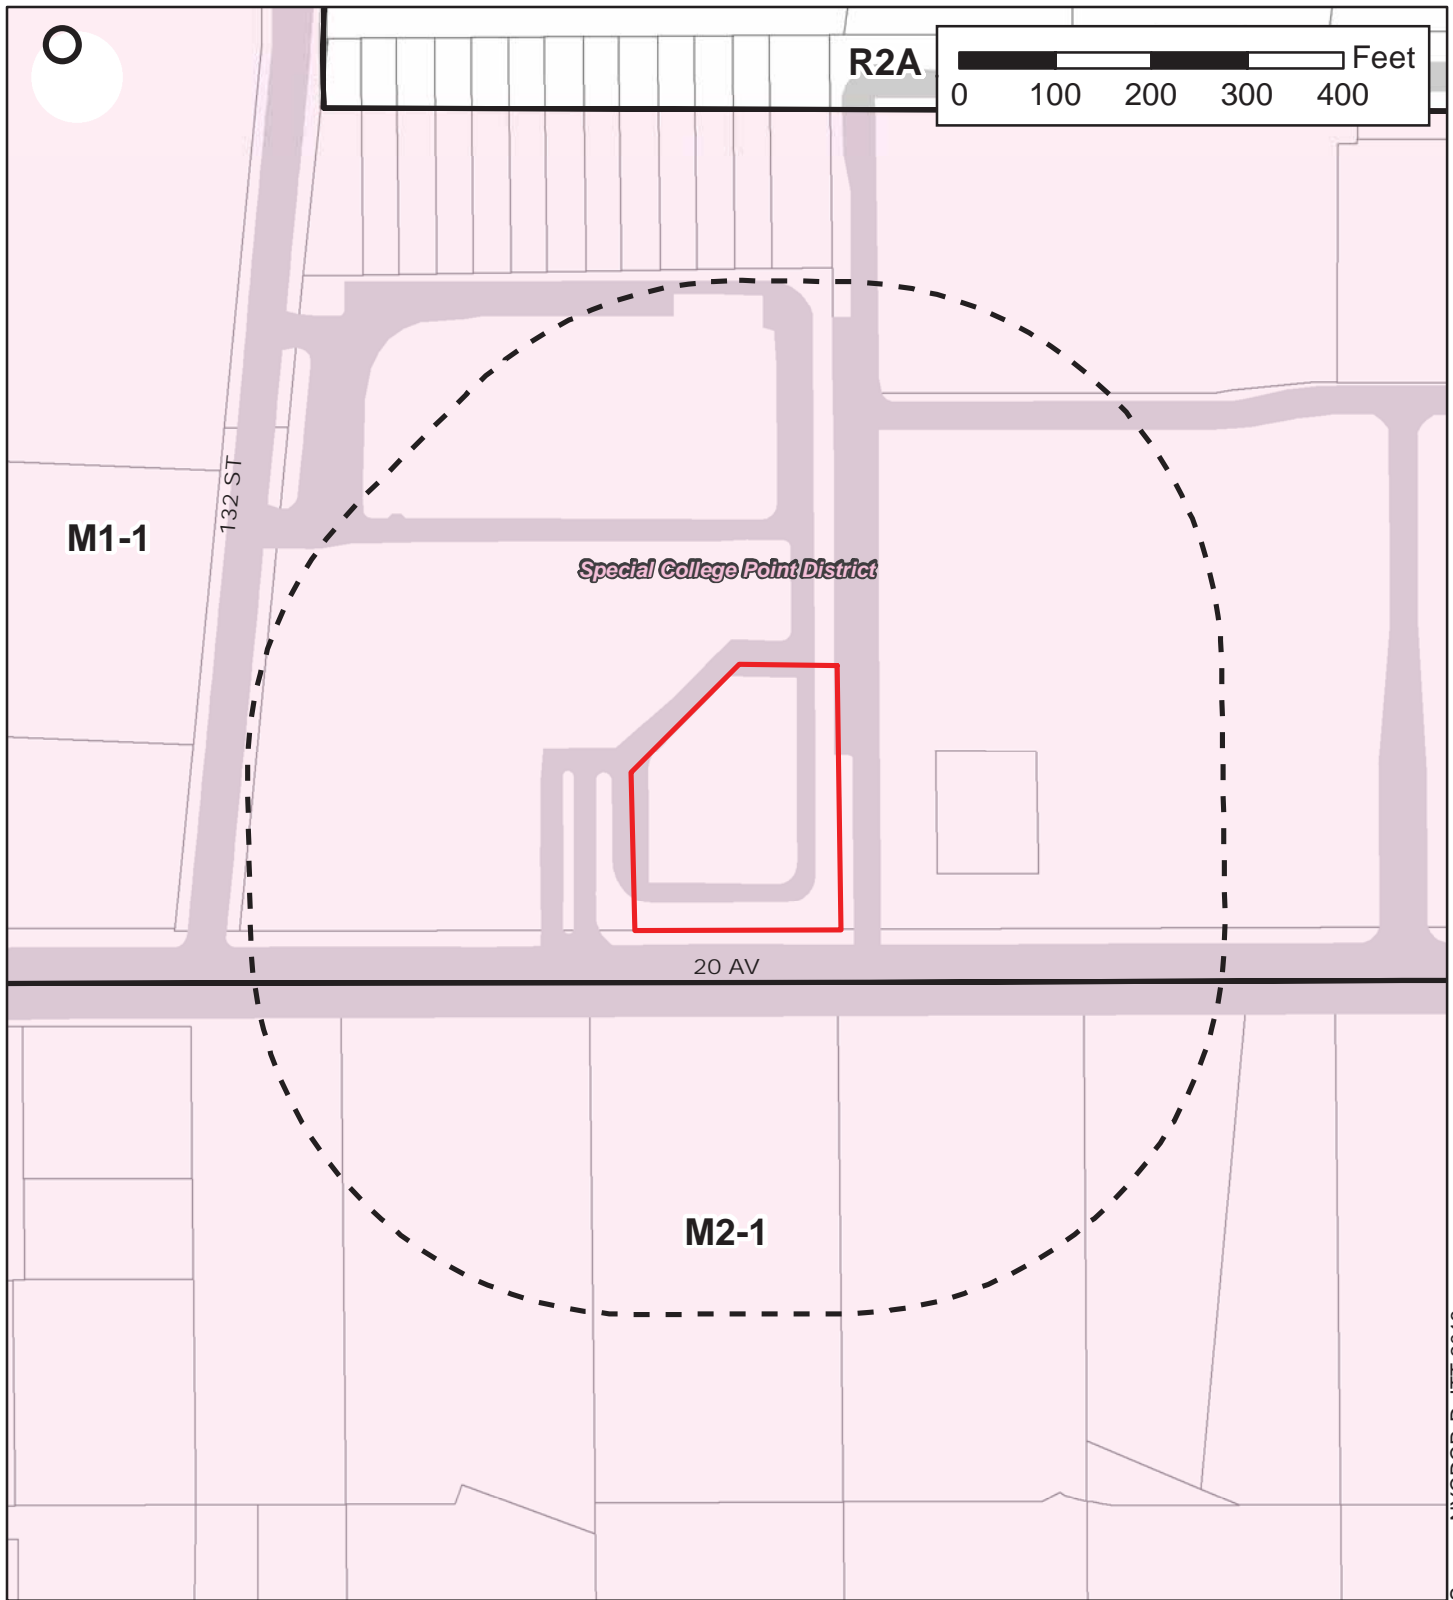 R2A
Feet
0 100 200 300 400
132 ST
M1-1
Special College Point District
20 AV
M2-1